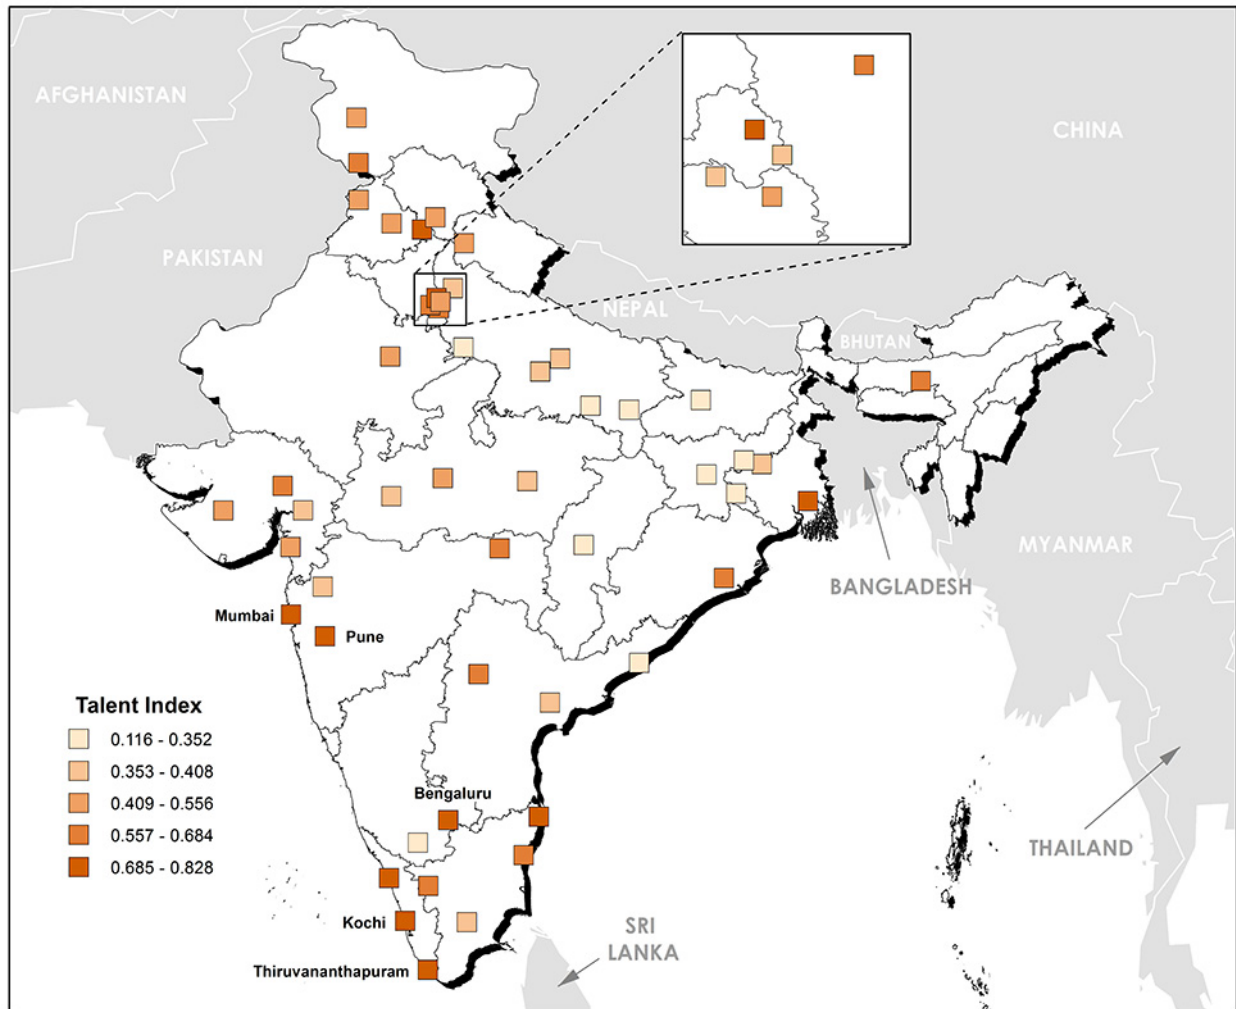 AFGHANISTAN
CHINA
PAKISTAN
NEPAL
BHUTAN
BANGLADESH
MYANMAR
Mumbai
Pune
Talent Index
0.116 - 0.352
0.353 - 0.408
0.409 - 0.556
0.557 - 0.684
0.685 - 0.828
Bengaluru
THAILAND
Kochi
SRI
LANKA
Thiruvananthapuram